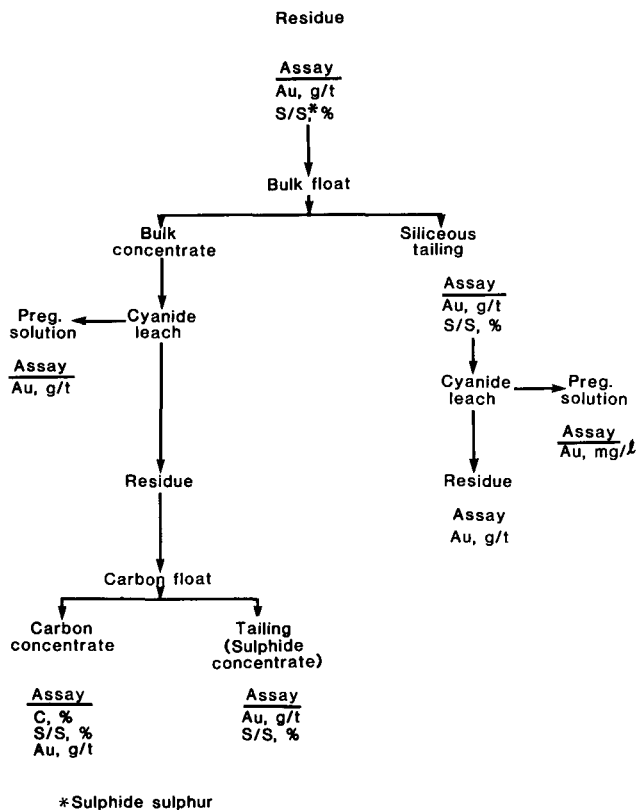 Residue
Assay
Au, g/t
S/S,* %
Bulk float
Bulk
concentrate
Siliceous
tailing
Preg.
solution
Cyanide
leach
Assay
Au, g/t
Assay
Au, g/t
S/S, %
Cyanide
leach
Preg.
solution
Assay
Au, mg/ℓ
Residue
Residue
Assay
Au, g/t
Carbon float
Carbon
concentrate
Tailing
(Sulphide
concentrate)
Assay
C, %
S/S, %
Au, g/t
Assay
Au, g/t
S/S, %
*Sulphide sulphur